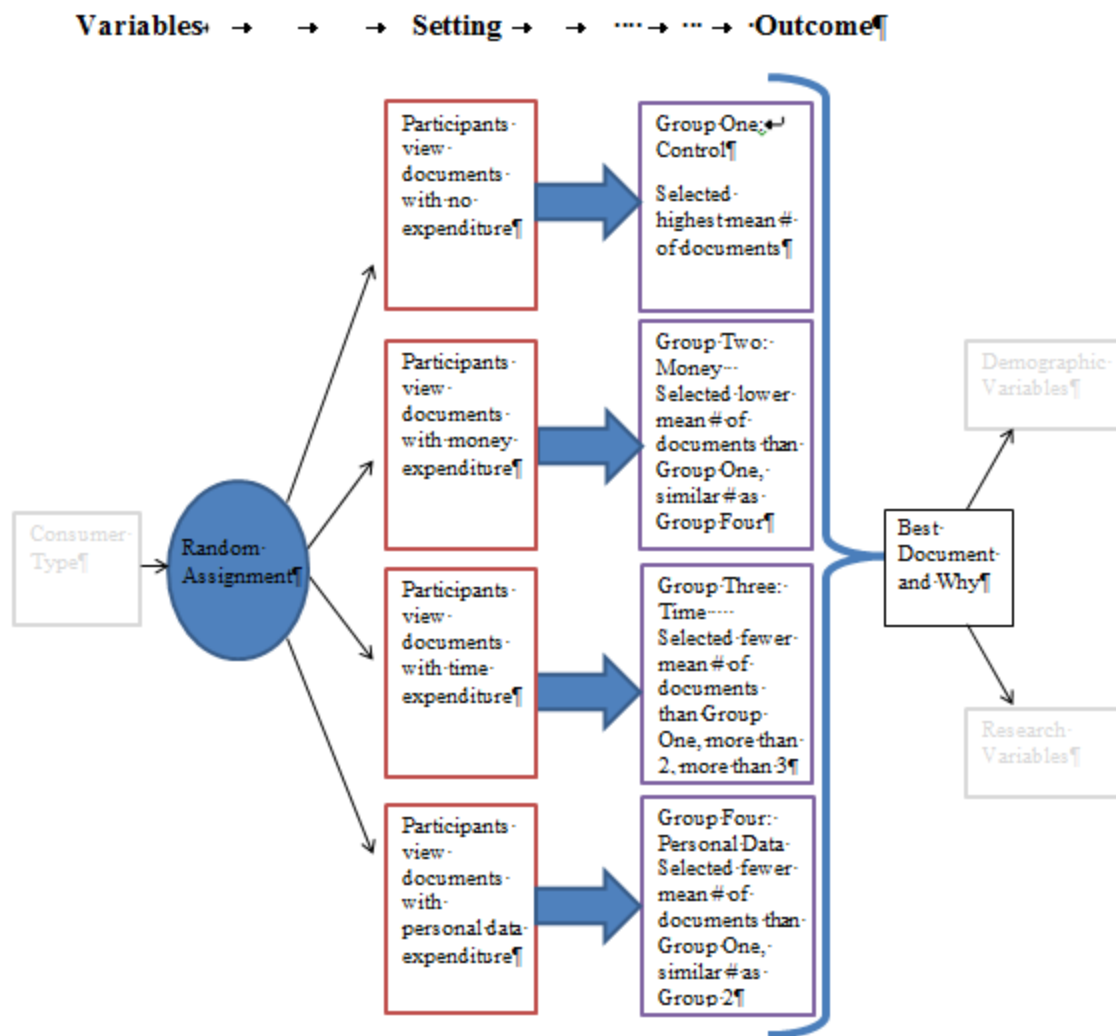 Variables → → → Setting → → ···· → ··· → ·Outcome¶
Participants·
view·
documents·
with·no·
expenditure¶
Group·One:↵
Control¶
Selected·
highest·mean·#·
of·documents¶
Participants·
view·
documents·
with·money·
expenditure¶
Group·Two:·
Money--·
Selected·lower·
mean·#·of·
documents·than·
Group·One,·
similar·#·as·
Group·Four¶
Demographic·
Variables¶
Consumer·
Type¶
Random·
Assignment¶
Best·
Document·
and·Why¶
Participants·
view·
documents·
with·time·
expenditure¶
Group·Three:·
Time-----
Selected·fewer·
mean·#·of·
documents·
than·Group·
One,·more·than·
2,·more·than·3¶
Research·
Variables¶
Participants·
view·
documents·
with·
personal·data·
expenditure¶
Group·Four:·
Personal·Data·
Selected·fewer·
mean·#·of·
documents·than·
Group·One,·
similar·#·as·
Group·2¶